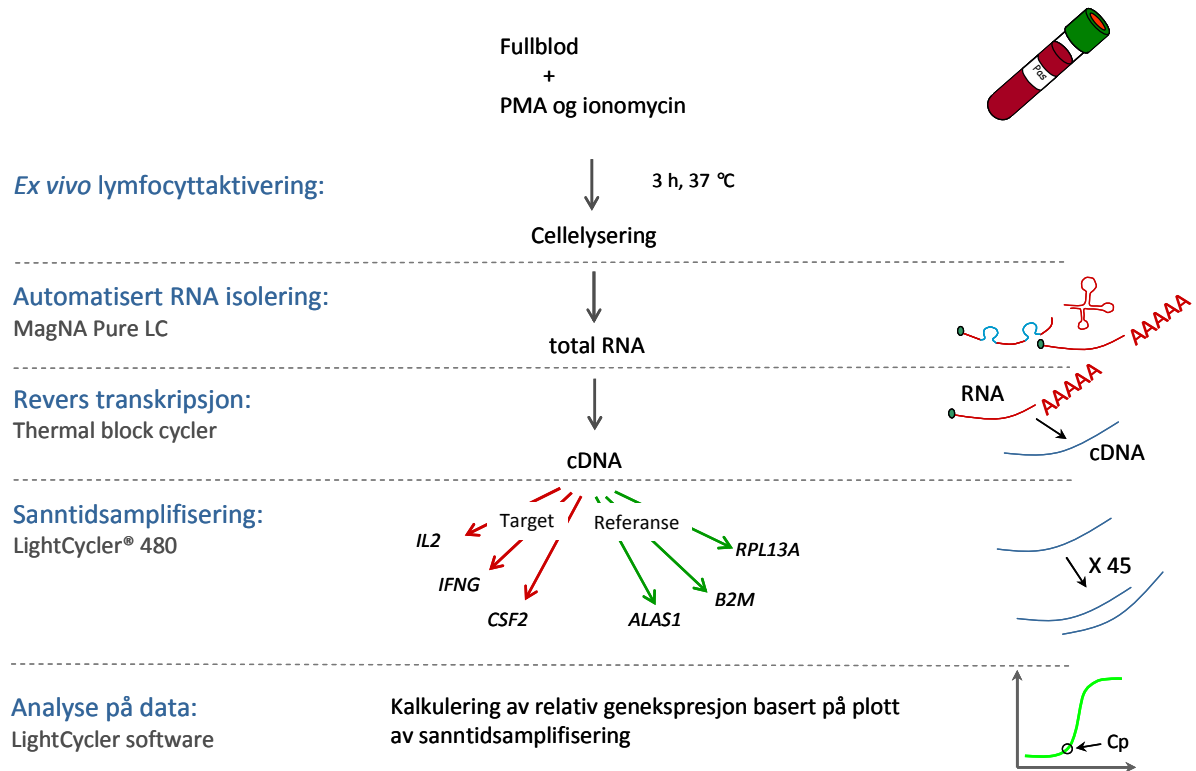 Fullblod
+
PMA og ionomycin
Pas
Ex vivo lymfocyttaktivering:
3 h, 37 °C
Cellelysering
Automatisert RNA isolering:
MagNA Pure LC
total RNA
AAAAA
Revers transkripsjon:
Thermal block cycler
RNA
AAAAA
cDNA
cDNA
Sanntidsamplifisering:
LightCycler® 480
Target
Referanse
IL2
IFNG
CSF2
ALAS1
B2M
RPL13A
X 45
Analyse på data:
LightCycler software
Kalkulering av relativ genekspresjon basert på plott
av sanntidsamplifisering
Cp